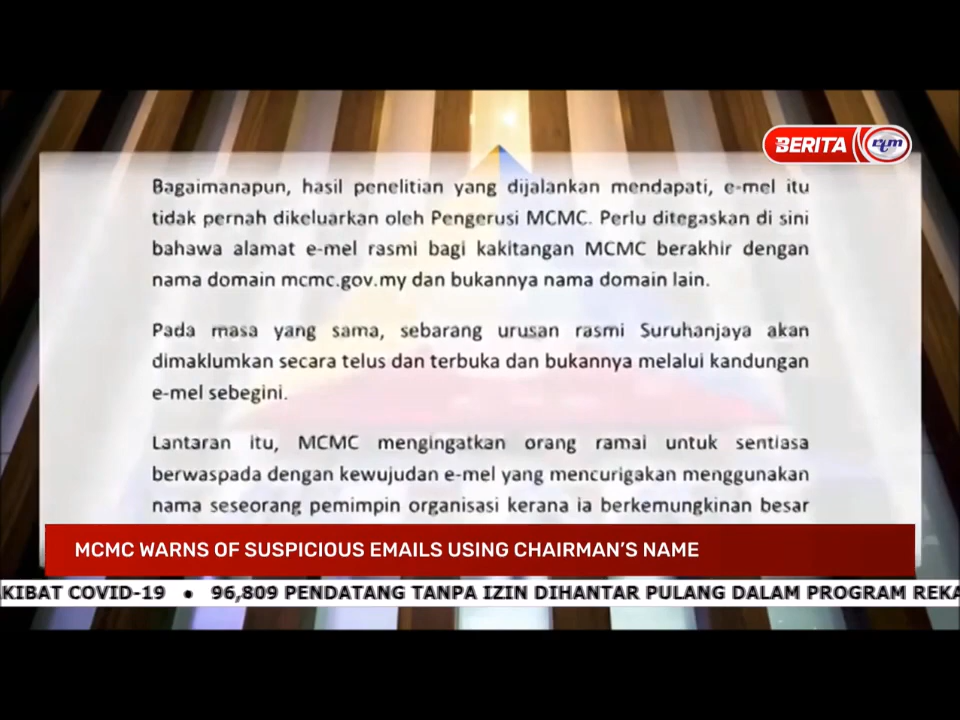 BERITA rtm
Bagaimanapun, hasil penelitian yang dijalankan mendapati, e-mel itu
tidak pernah dikeluarkan oleh Pengerusi MCMC. Perlu ditegaskan di sini
bahawa alamat e-mel rasmi bagi kakitangan MCMC berakhir dengan
nama domain mcmc.gov.my dan bukannya nama domain lain.
Pada masa yang sama, sebarang urusan rasmi Suruhanjaya akan
dimaklumkan secara telus dan terbuka dan bukannya melalui kandungan
e-mel sebegini.
Lantaran itu, MCMC mengingatkan orang ramai untuk sentiasa
berwaspada dengan kewujudan e-mel yang mencurigakan menggunakan
nama seseorang pemimpin organisasi kerana ia berkemungkinan besar
MCMC WARNS OF SUSPICIOUS EMAILS USING CHAIRMAN'S NAME
AKIBAT COVID-19 • 96,809 PENDATANG TANPA IZIN DIHANTAR PULANG DALAM PROGRAM REKA